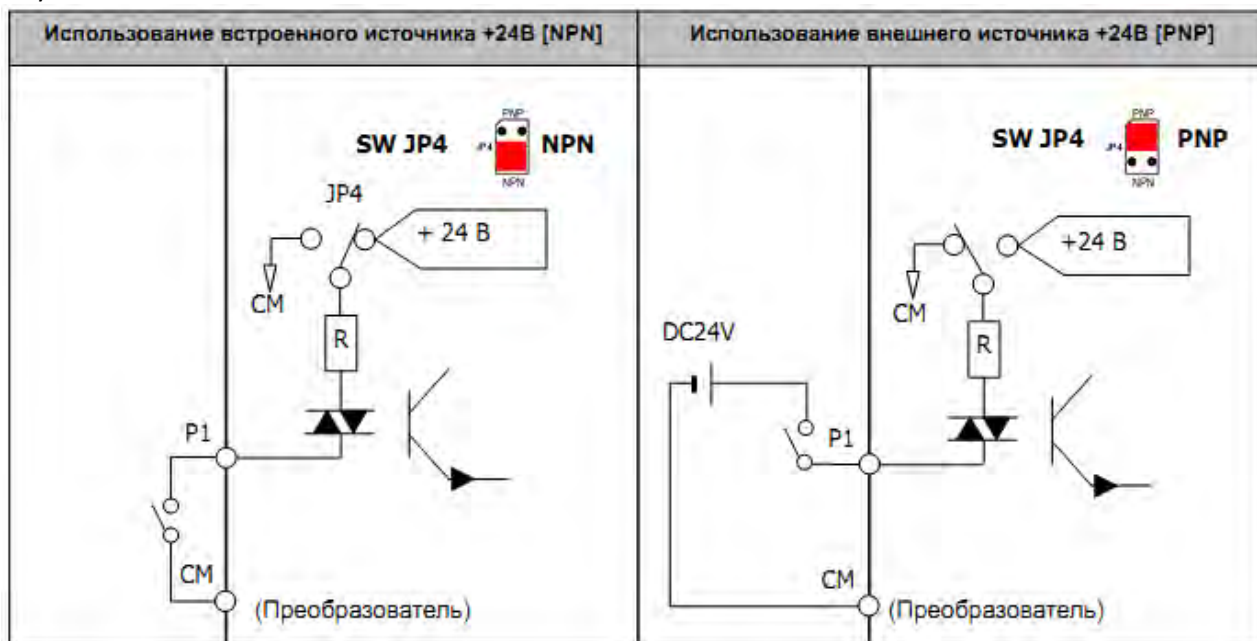 Использование встроенного источника +24В [NPN]
Использование внешнего источника +24В [PNP]
PNP
SW JP4
JP4
NPN
NPN
JP4
+ 24 В
CM
R
P1
CM
(Преобразователь)
PNP
SW JP4
JP4
PNP
NPN
+24 В
CM
DC24V
R
P1
CM
(Преобразователь)